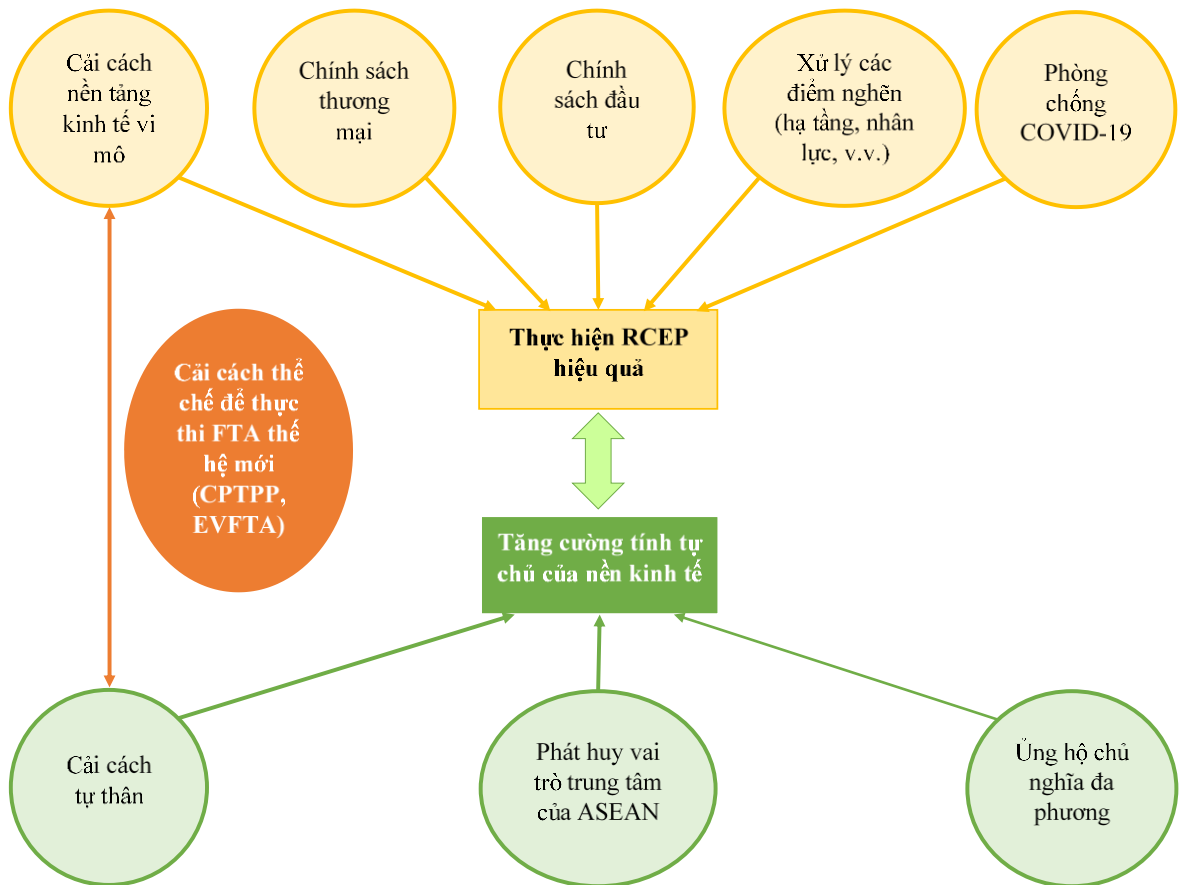 Cải cách
nền tảng
kinh tế vi
mô
Chính sách
thương
mại
Chính
sách đầu
tư
Xử lý các
điểm nghẽn
(hạ tầng, nhân
lực, v.v.)
Phòng
chống
COVID-19
Thực hiện RCEP
hiệu quả
Cải cách thể
chế để thực
thi FTA thế
hệ mới
(CPTPP,
EVFTA)
Tăng cường tính tự
chủ của nền kinh tế
Cải cách
tự thân
Phát huy vai
trò trung tâm
của ASEAN
Ủng hộ chủ
nghĩa đa
phương